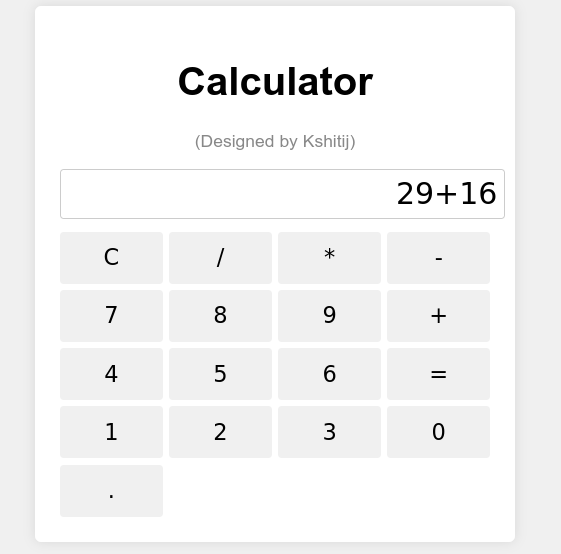 Calculator
(Designed by Kshitij)
29+16
C / * -
7 8 9 +
4 5 6 =
1 2 3 0
.